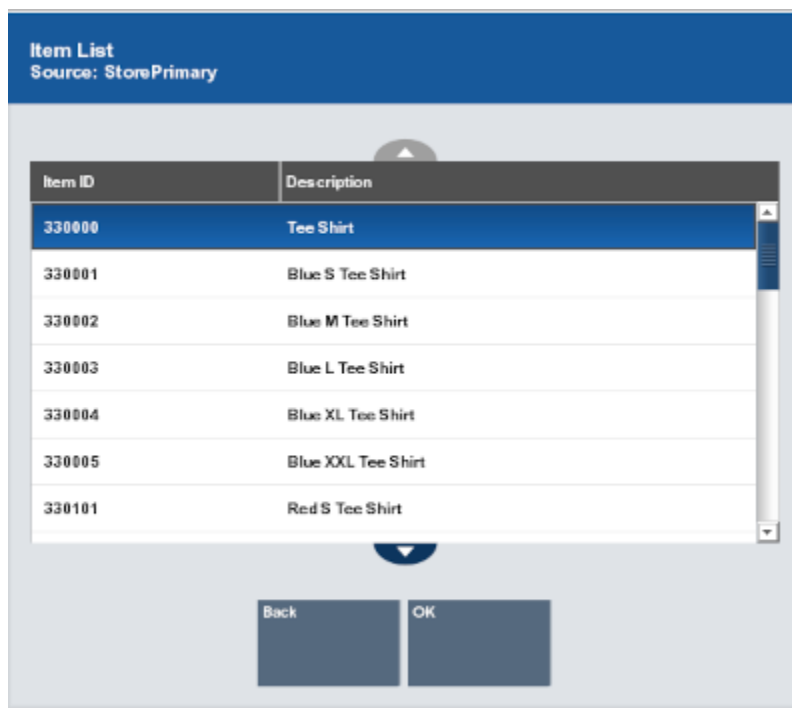 Item List
Source: StorePrimary
Item ID Description
330000 Tee Shirt
330001 Blue S Tee Shirt
330002 Blue M Tee Shirt
330003 Blue L Tee Shirt
330004 Blue XL Tee Shirt
330005 Blue XXL Tee Shirt
330101 Red S Tee Shirt
Back OK